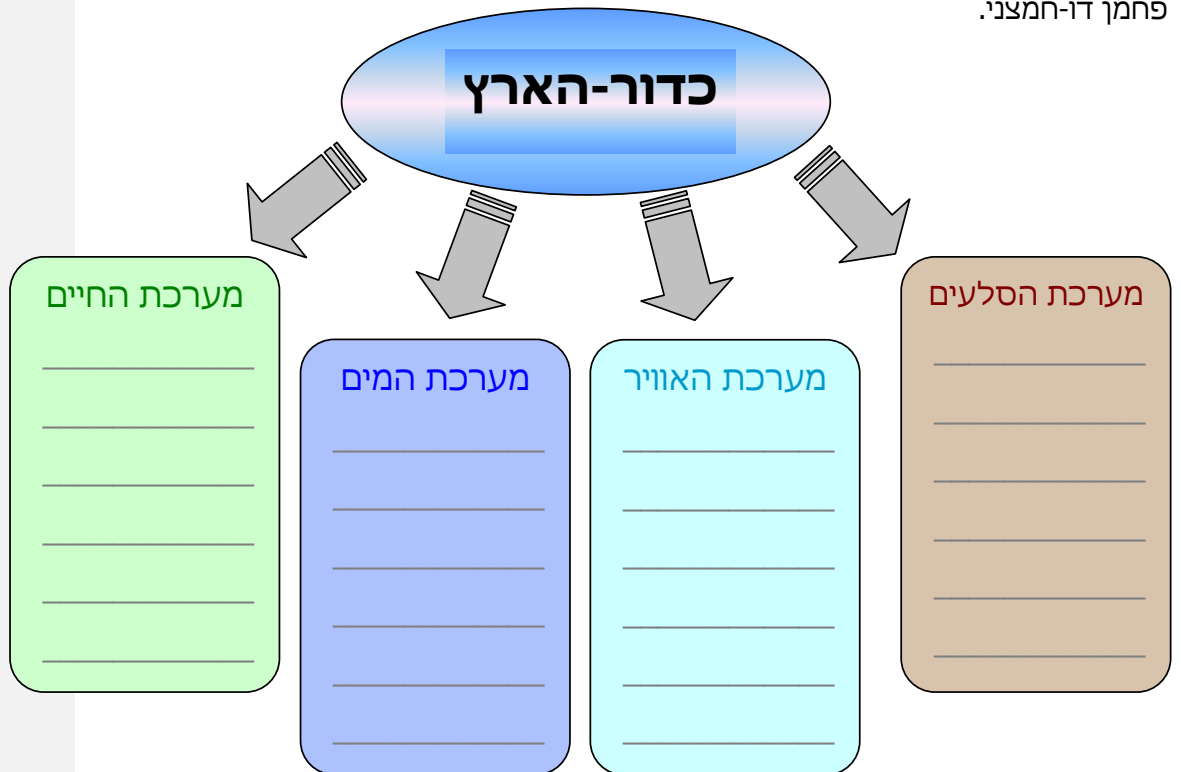 פחמן דו-חמצני.
כדור-הארץ
מערכת הסלעים
מערכת האוויר
מערכת המים
מערכת החיים